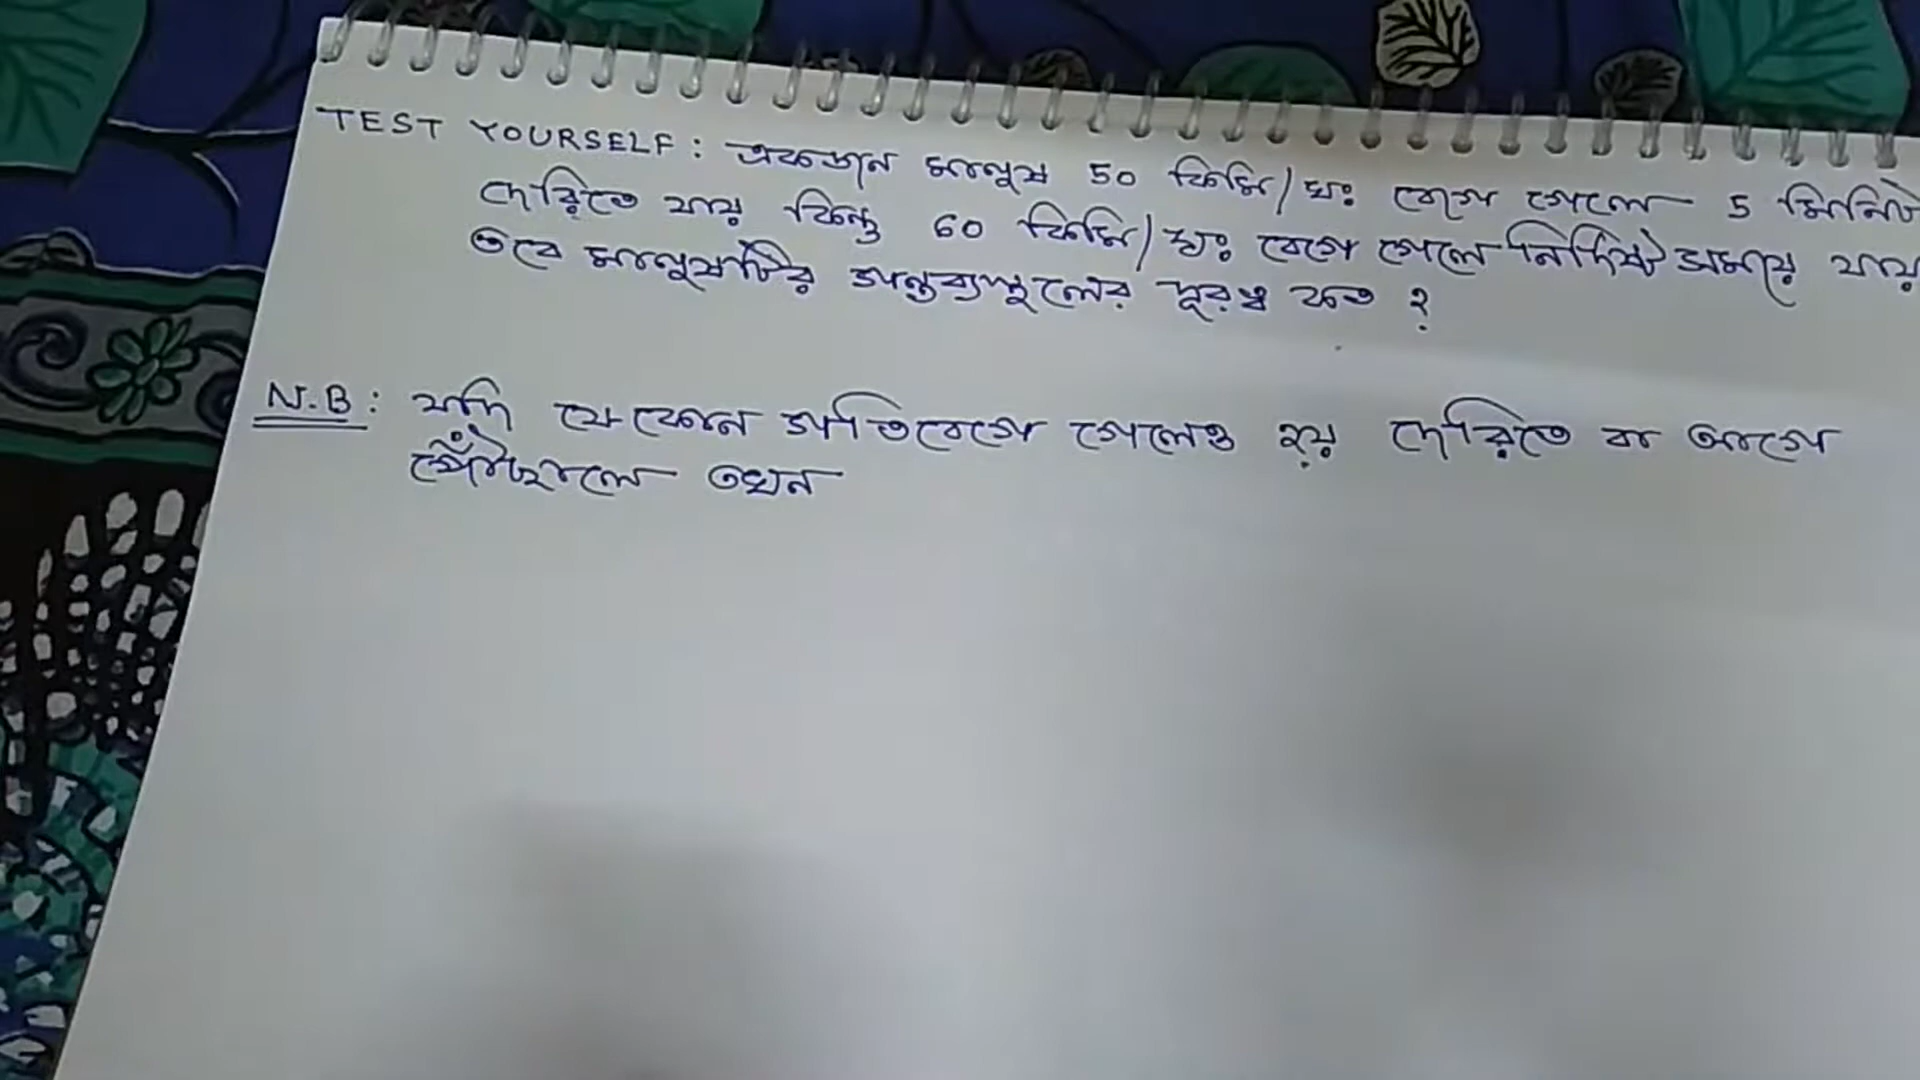 TEST YOURSELF: একজন মানুষ 50 কিমি/ঘঃ বেগে গেলে 5 মিনিট
দেরিতে যায় কিন্তু 60 কিমি/ঘঃ বেগে গেলে নির্দিষ্ট সময়ে যায়
তবে মানুষটির গন্তব্যস্থলের দূরত্ব কত ?
N.B: যদি যেকোন গতিবেগে গেলেও হয় দেরিতে বা আগে
পৌঁছালে তখন